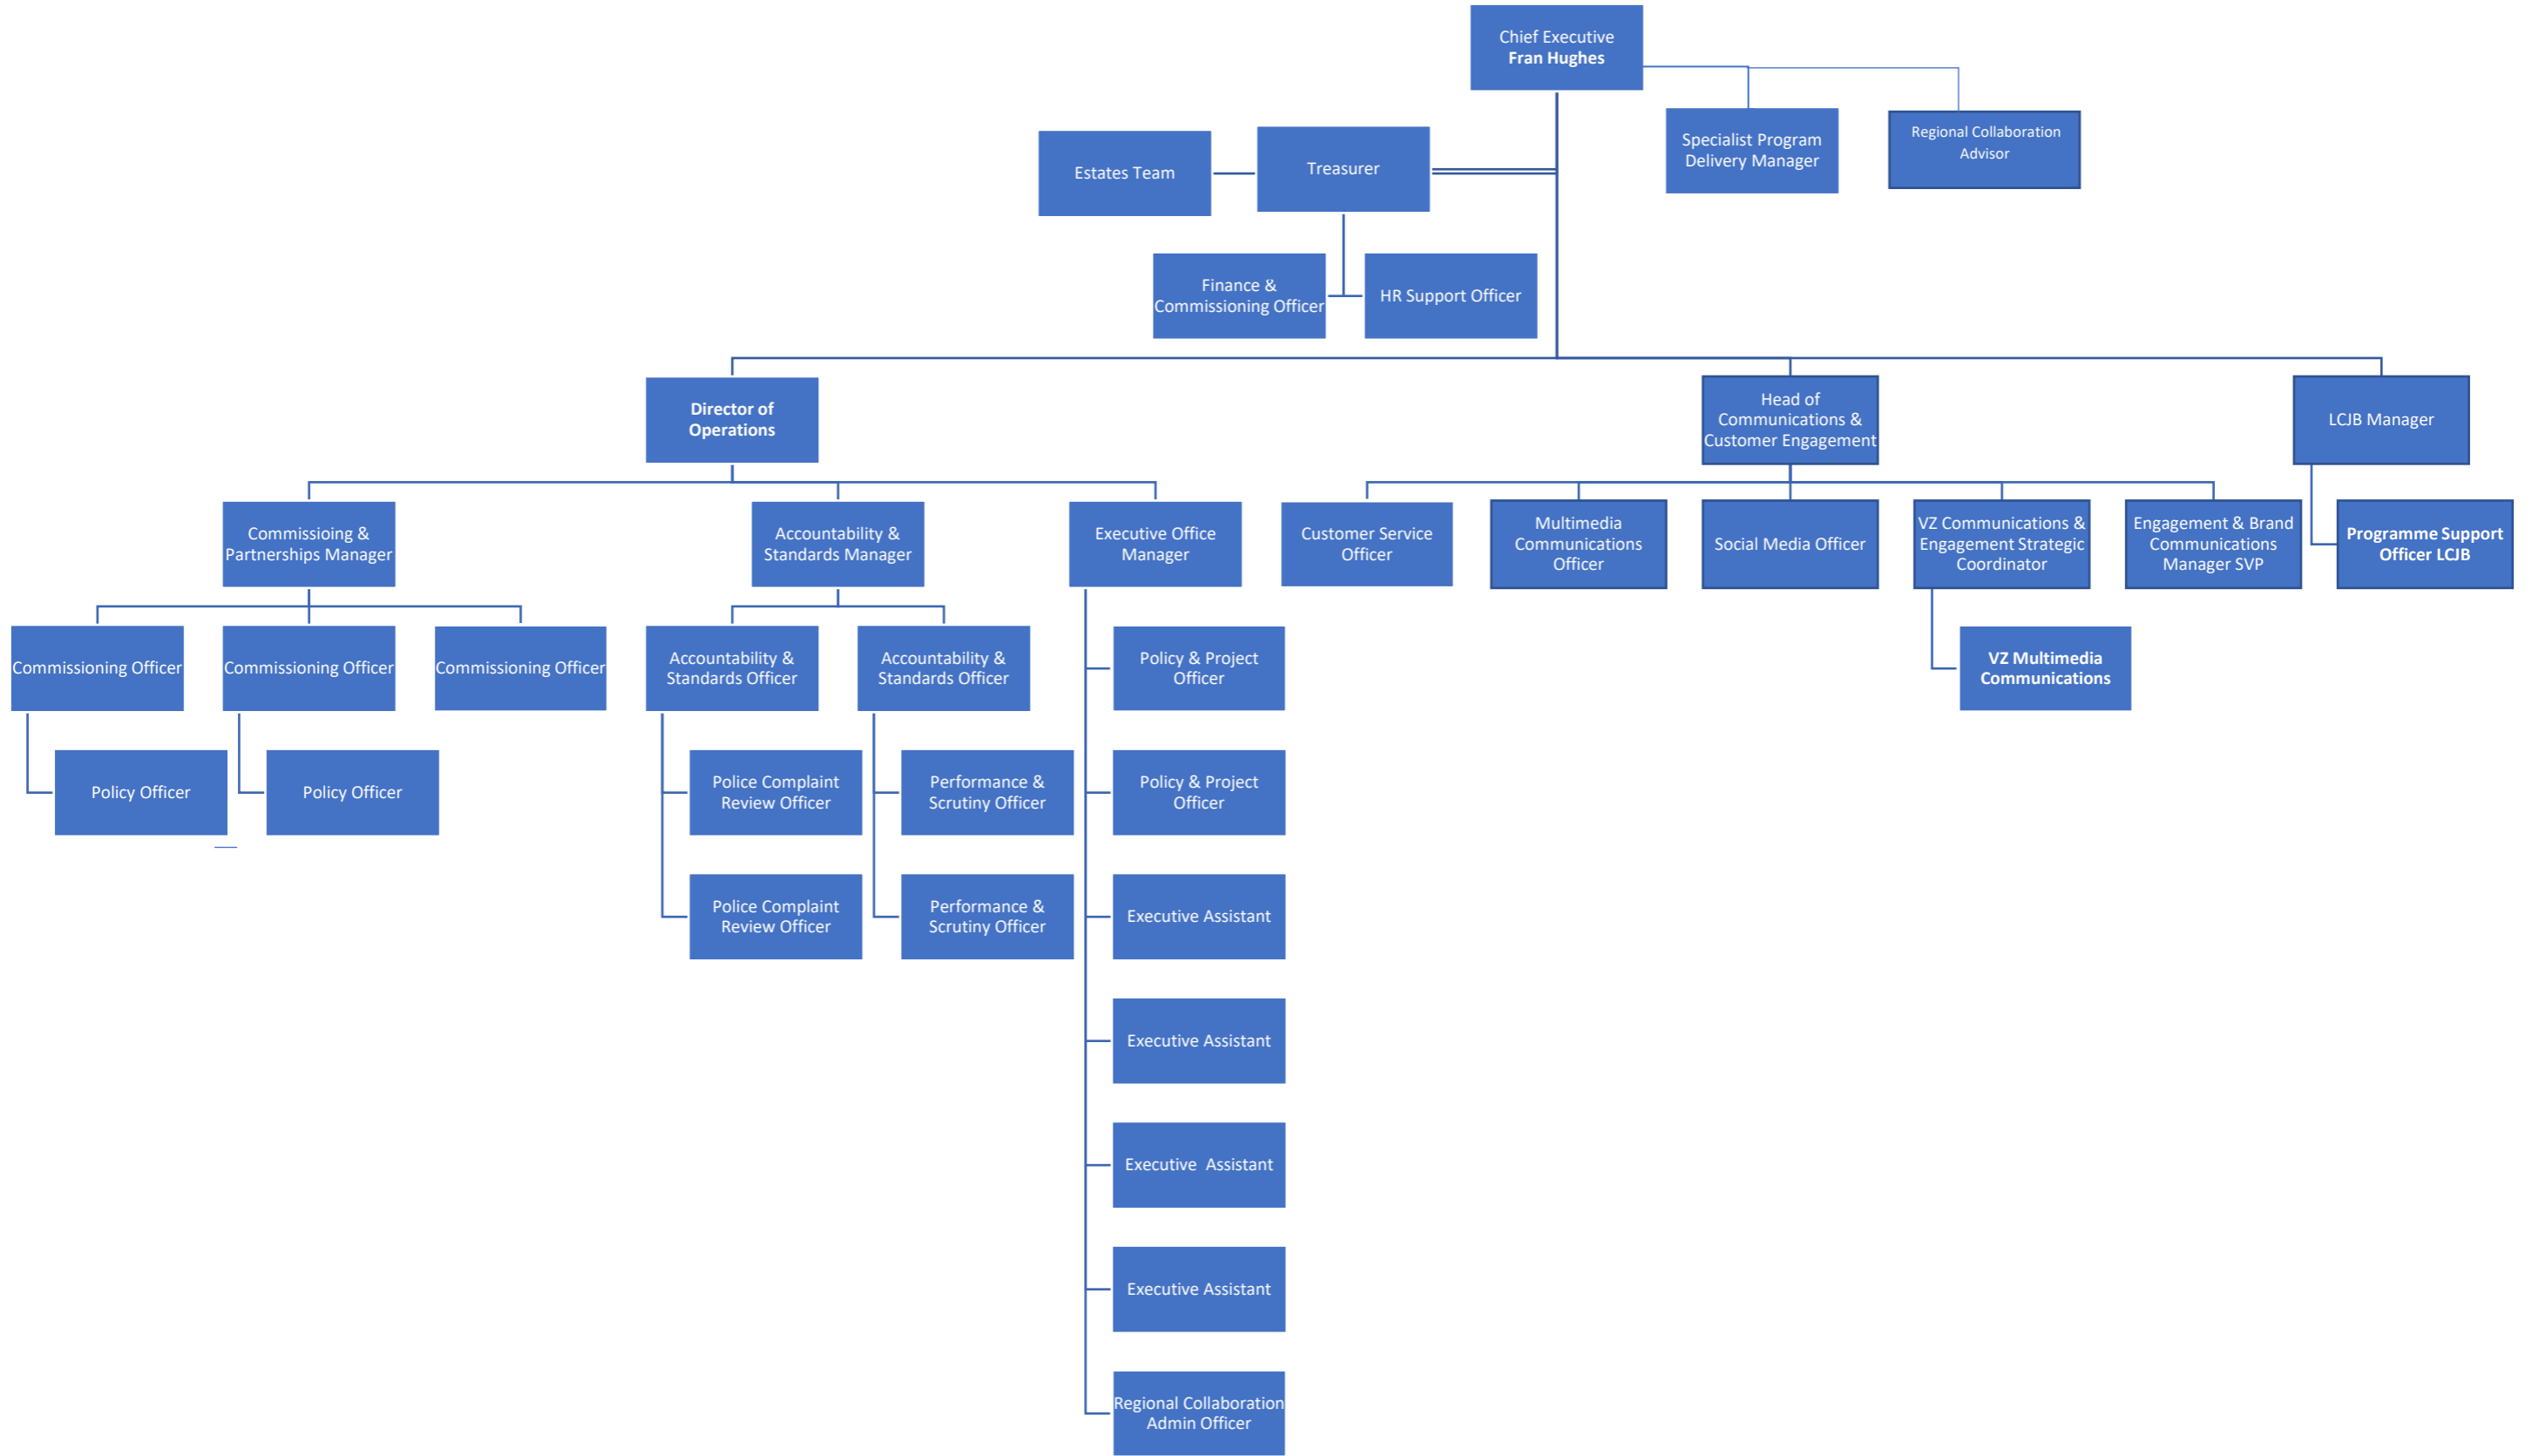 Chief Executive
Fran Hughes
Specialist Program
Delivery Manager
Regional Collaboration
Advisor
Estates Team
Treasurer
Finance &
Commissioning Officer
HR Support Officer
Director of
Operations
Head of
Communications &
Customer Engagement
LCJB Manager
Commissioing &
Partnerships Manager
Accountability &
Standards Manager
Executive Office
Manager
Customer Service
Officer
Multimedia
Communications
Officer
Social Media Officer
VZ Communications &
Engagement Strategic
Coordinator
Engagement & Brand
Communications
Manager SVP
Programme Support
Officer LCJB
Commissioning Officer
Commissioning Officer
Commissioning Officer
Accountability &
Standards Officer
Accountability &
Standards Officer
Policy & Project
Officer
VZ Multimedia
Communications
Policy Officer
Policy Officer
Police Complaint
Review Officer
Performance &
Scrutiny Officer
Policy & Project
Officer
Police Complaint
Review Officer
Performance &
Scrutiny Officer
Executive Assistant
Executive Assistant
Executive  Assistant
Executive Assistant
Regional Collaboration
Admin Officer